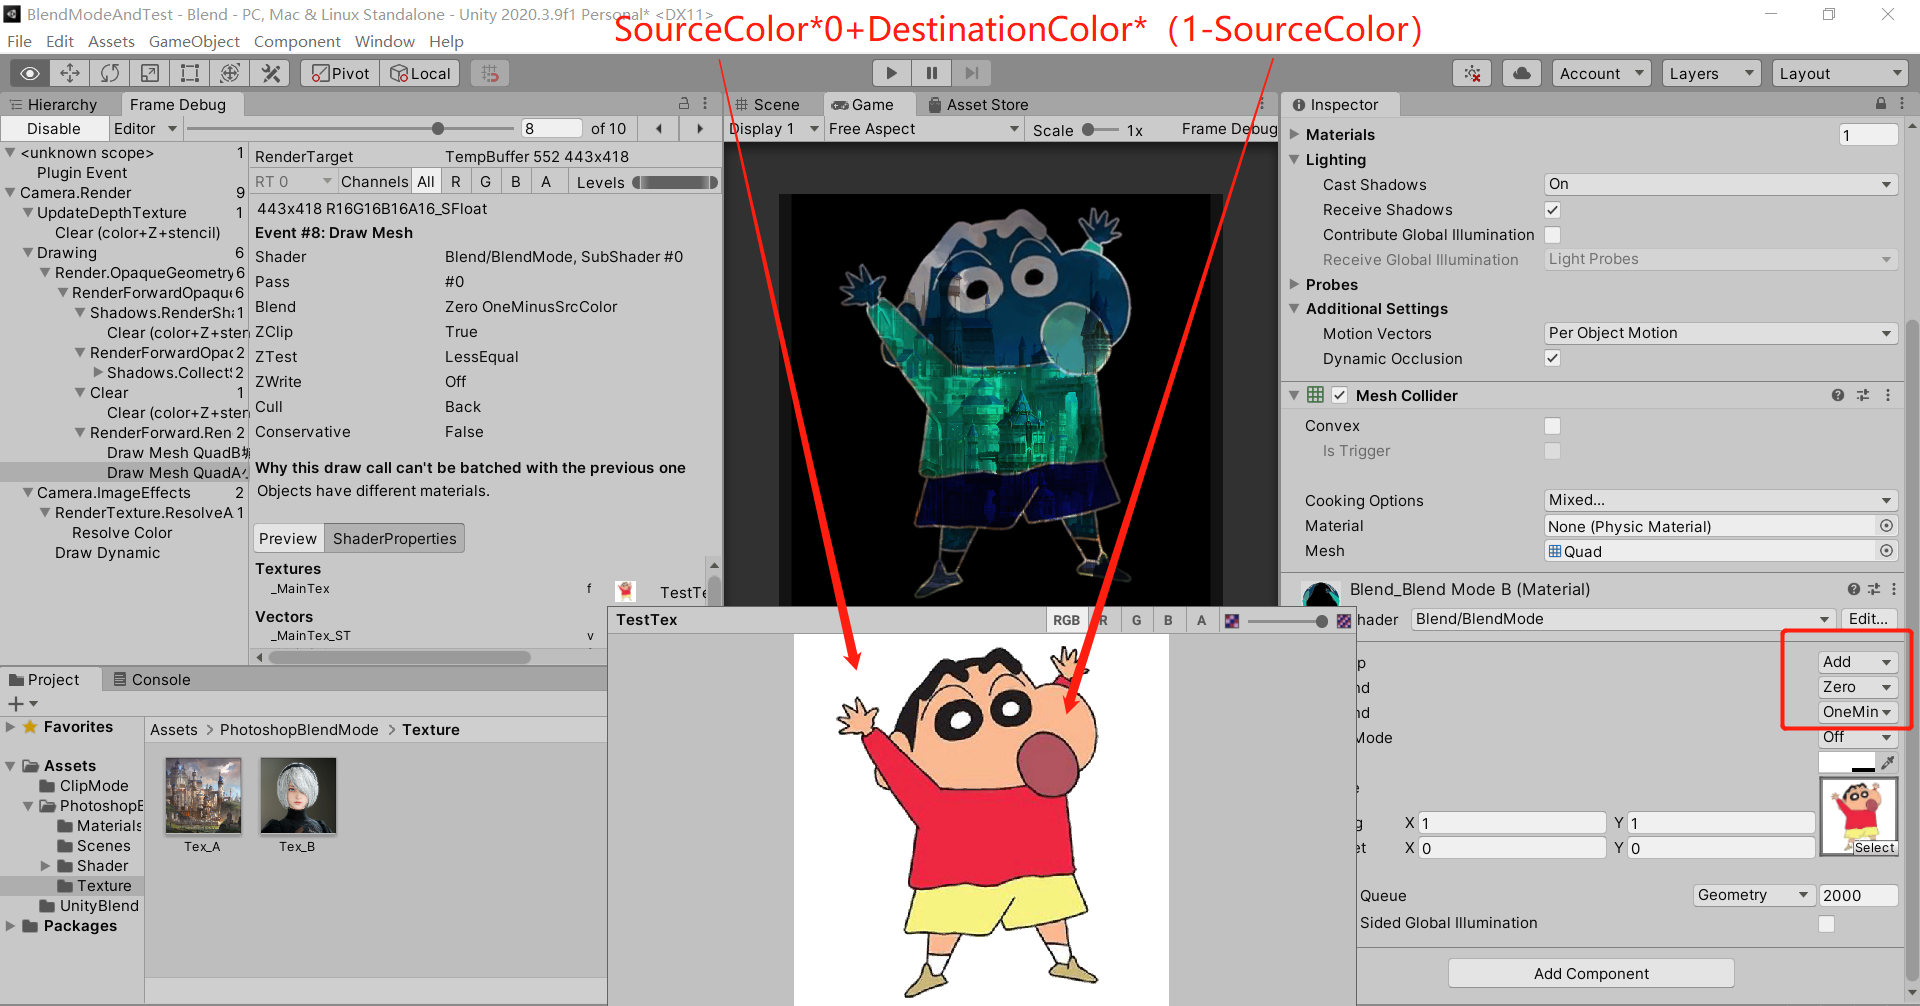 BlendModeAndTest - Blend - PC, Mac & Linux Standalone - Unity 2020.3.9f1 Personal* <DX11>
SourceColor*0+DestinationColor*（1-SourceColor）
File Edit Assets GameObject Component Window Help
Pivot Local Account Layers Layout
Hierarchy Frame Debug
Disable Editor 8 of 10
<unknown scope> 1
Plugin Event
Camera.Render 9
UpdateDepthTexture 1
Clear (color+Z+stencil)
Drawing 6
Render.OpaqueGeometry 6
RenderForwardOpaqu 6
Shadows.RenderSha 1
Clear (color+Z+sten
RenderForwardOpac 2
Shadows.Collect 2
Clear 1
Clear (color+Z+sten
RenderForward.Ren 2
Draw Mesh QuadB
Draw Mesh QuadA
Camera.ImageEffects 2
RenderTexture.ResolveA 1
Resolve Color
Draw Dynamic
RenderTarget TempBuffer 552 443x418
RT 0 Channels All R G B A Levels
443x418 R16G16B16A16_SFloat
Event #8: Draw Mesh
Shader Blend/BlendMode, SubShader #0
Pass #0
Blend Zero OneMinusSrcColor
ZClip True
ZTest LessEqual
ZWrite Off
Cull Back
Conservative False
Why this draw call can't be batched with the previous one
Objects have different materials.
Preview ShaderProperties
Textures
_MainTex f TestTe
Vectors
_MainTex_ST v
Scene Game Asset Store
Display 1 Free Aspect Scale 1x Frame Debug
TestTex RGB R G B A
Project Console
Favorites
Assets
ClipMode
PhotoshopE
Materials
Scenes
Shader
Texture
UnityBlend
Packages
Assets > PhotoshopBlendMode > Texture
Tex_A Tex_B
Inspector
Materials 1
Lighting
Cast Shadows On
Receive Shadows
Contribute Global Illumination
Receive Global Illumination Light Probes
Probes
Additional Settings
Motion Vectors Per Object Motion
Dynamic Occlusion
Mesh Collider
Convex
Is Trigger
Cooking Options Mixed...
Material None (Physic Material)
Mesh Quad
Blend_Blend Mode B (Material)
hader Blend/BlendMode Edit...
p Add
nd Zero
nd OneMin
Mode Off
e
g X 1 Y 1
et X 0 Y 0
Select
Queue Geometry 2000
Sided Global Illumination
Add Component